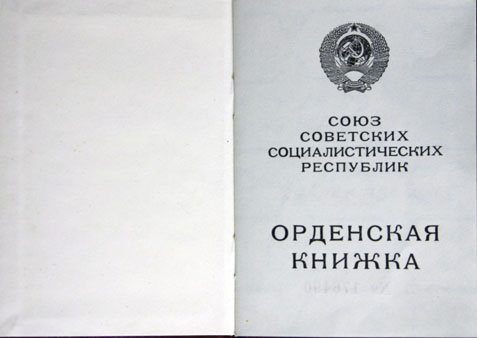 СОЮЗ
СОВЕТСКИХ
СОЦИАЛИСТИЧЕСКИХ
РЕСПУБЛИК
ОРДЕНСКАЯ
КНИЖКА